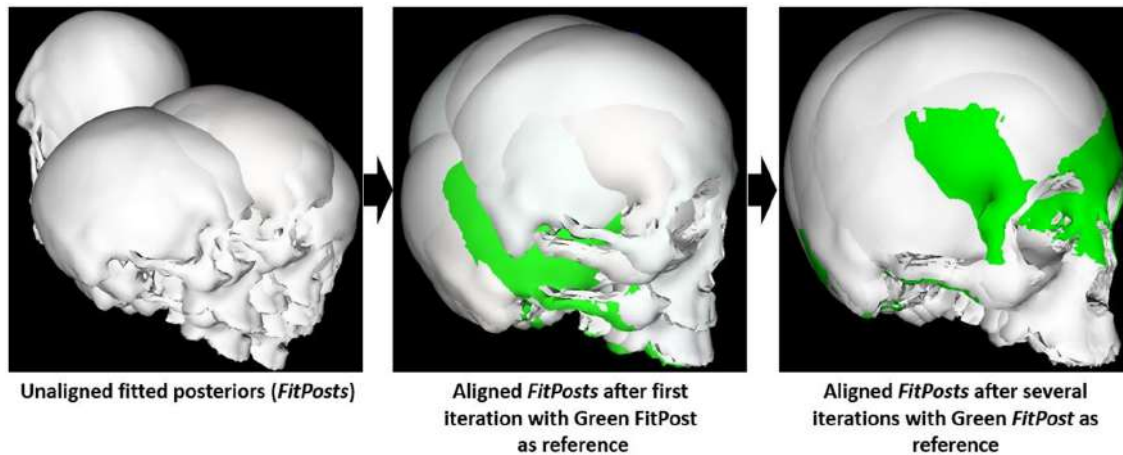 Unaligned fitted posteriors (FitPosts)
Aligned FitPosts after first
iteration with Green FitPost
as reference
Aligned FitPosts after several
iterations with Green FitPost as
reference